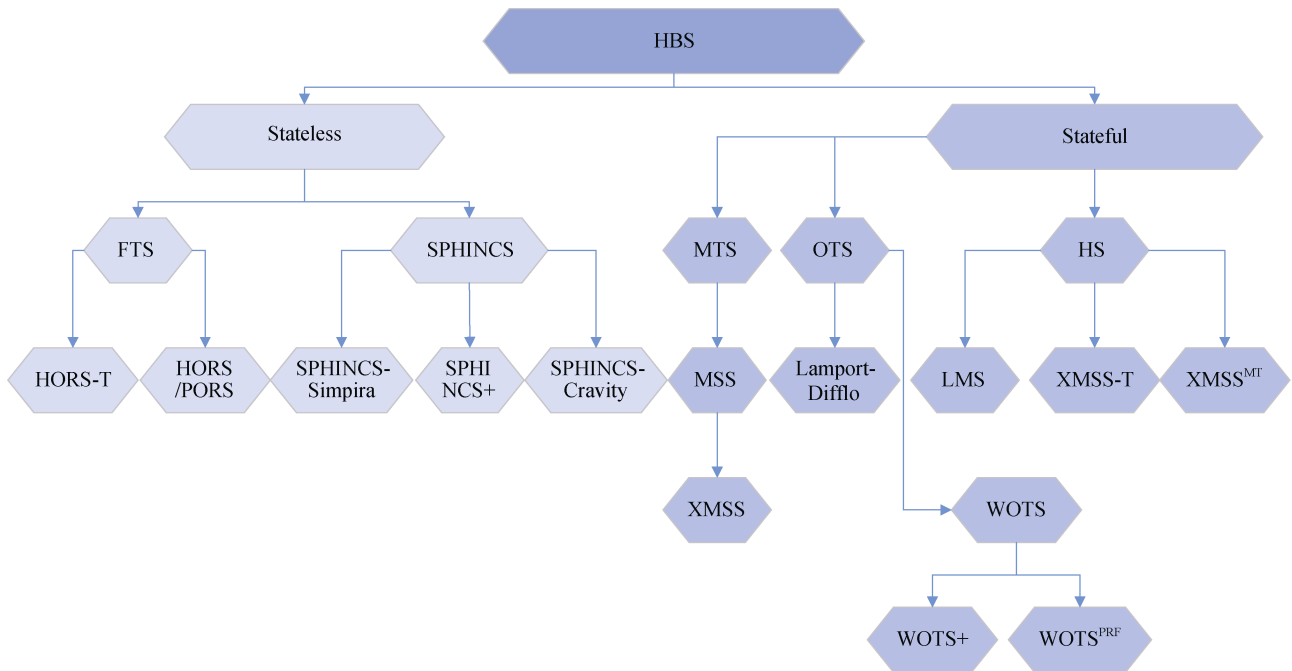 HBS
Stateless
Stateful
FTS
SPHINCS
MTS
OTS
HS
HORS-T
HORS
/PORS
SPHINCS-
Simpira
SPHI
NCS+
SPHINCS-
Cravity
MSS
Lamport-
Difflo
LMS
XMSS-T
XMSS^MT
XMSS
WOTS
WOTS+
WOTS^PRF